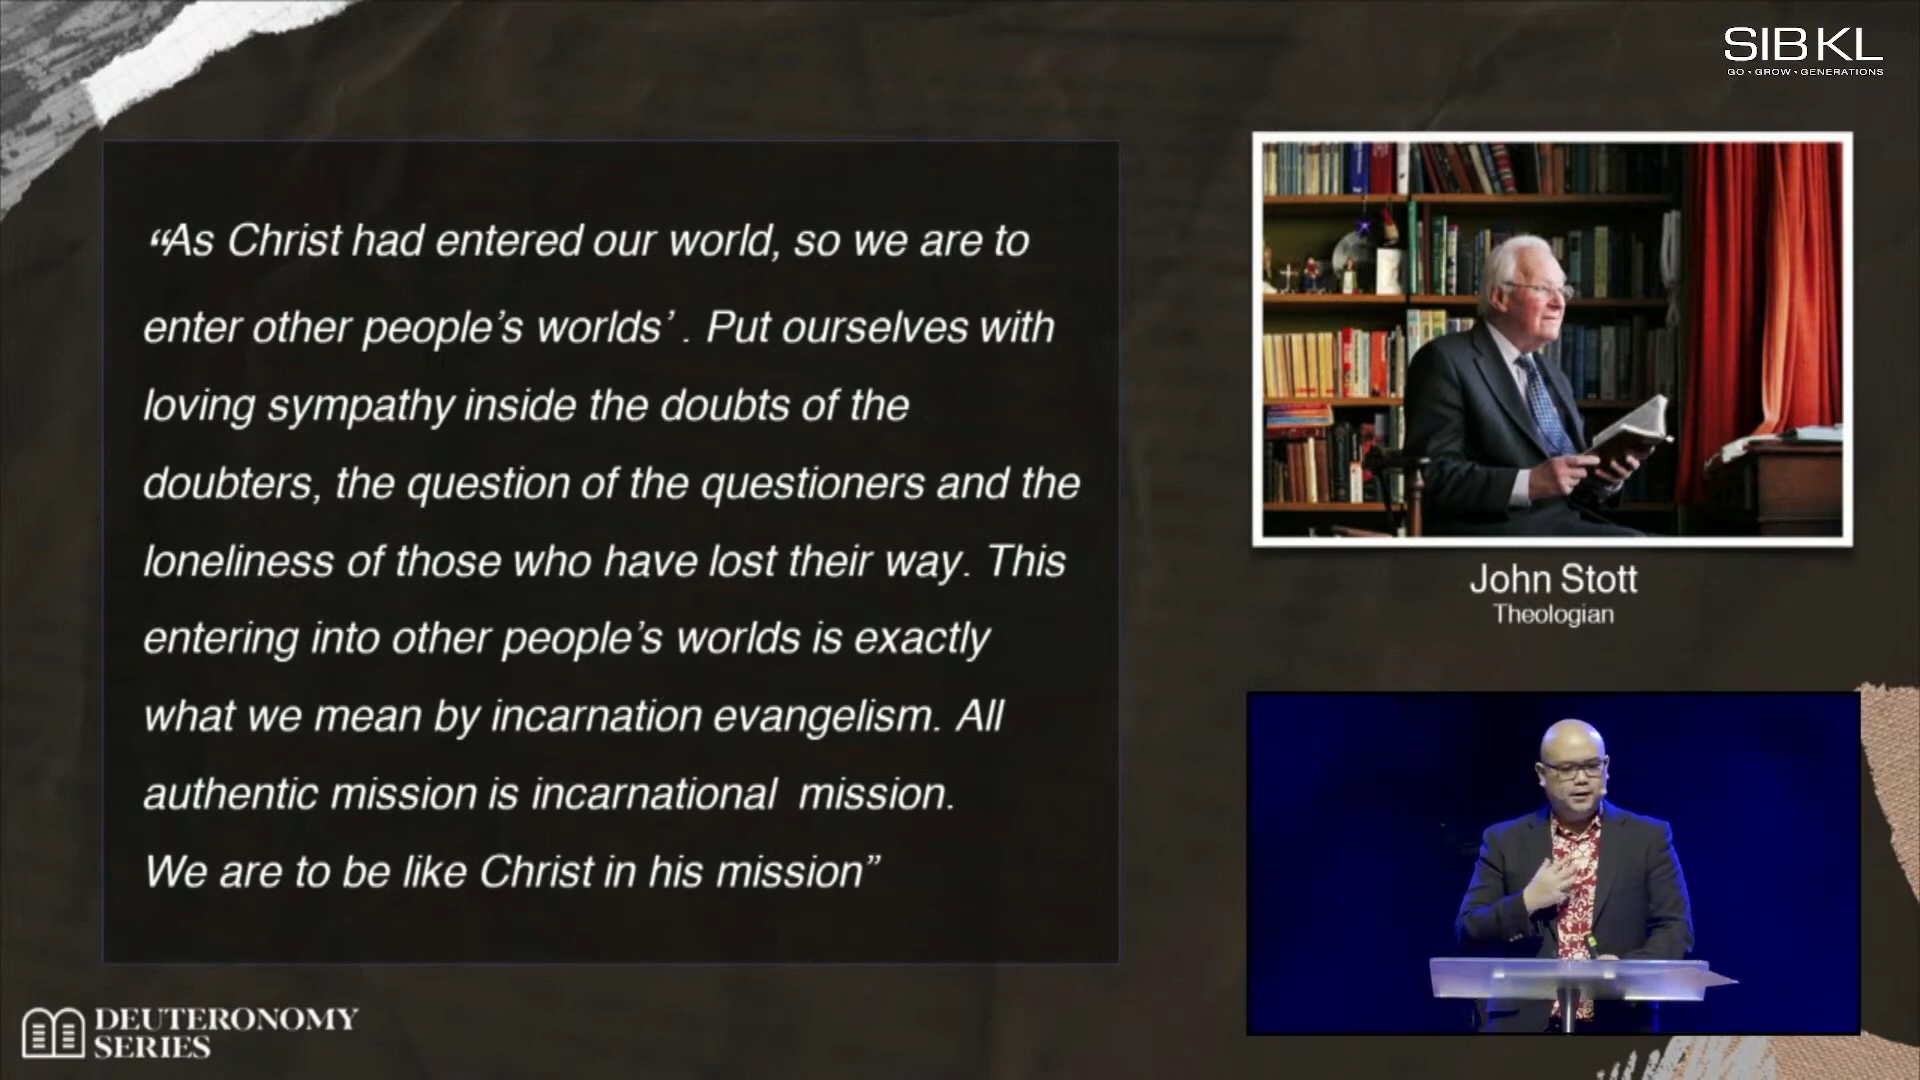 SIBKL
GO • GROW • GENERATIONS
“As Christ had entered our world, so we are to
enter other people’s worlds’ . Put ourselves with
loving sympathy inside the doubts of the
doubters, the question of the questioners and the
loneliness of those who have lost their way. This
entering into other people’s worlds is exactly
what we mean by incarnation evangelism. All
authentic mission is incarnational mission.
We are to be like Christ in his mission”
John Stott
Theologian
DEUTERONOMY
SERIES